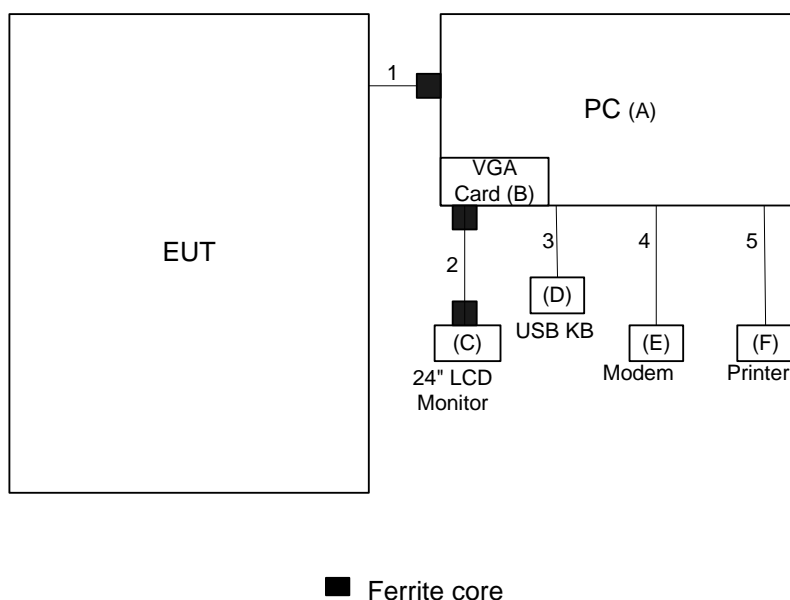 EUT
1
PC (A)
VGA
Card (B)
2
3
4
5
(C)
24" LCD
Monitor
(D)
USB KB
(E)
Modem
(F)
Printer
Ferrite core